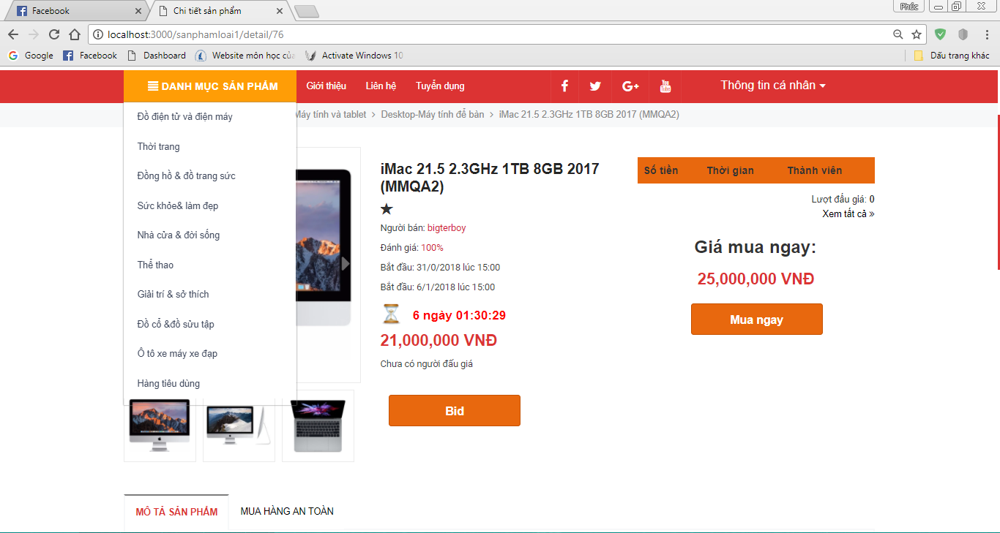 Facebook
Chi tiết sản phẩm
Phúc
localhost:3000/sanphamloai1/detail/76
Google Facebook Dashboard Website môn học củ Activate Windows 10 Dấu trang khác
DANH MỤC SẢN PHẨM Giới thiệu Liên hệ Tuyển dụng Thông tin cá nhân
Máy tính và tablet > Desktop-Máy tính để bàn > iMac 21.5 2.3GHz 1TB 8GB 2017 (MMQA2)
Đồ điện tử và điện máy
Thời trang
Đồng hồ & đồ trang sức
Sức khỏe& làm đẹp
Nhà cửa & đời sống
Thể thao
Giải trí & sở thích
Đồ cổ &đồ sưu tập
Ô tô xe máy xe đạp
Hàng tiêu dùng
iMac 21.5 2.3GHz 1TB 8GB 2017
(MMQA2)
Người bán: bigterboy
Đánh giá: 100%
Bắt đầu: 31/0/2018 lúc 15:00
Bắt đầu: 6/1/2018 lúc 15:00
6 ngày 01:30:29
21,000,000 VNĐ
Chưa có người đấu giá
Bid
Số tiền Thời gian Thành viên
Lượt đấu giá: 0
Xem tất cả »
Giá mua ngay:
25,000,000 VNĐ
Mua ngay
MÔ TẢ SẢN PHẨM MUA HÀNG AN TOÀN